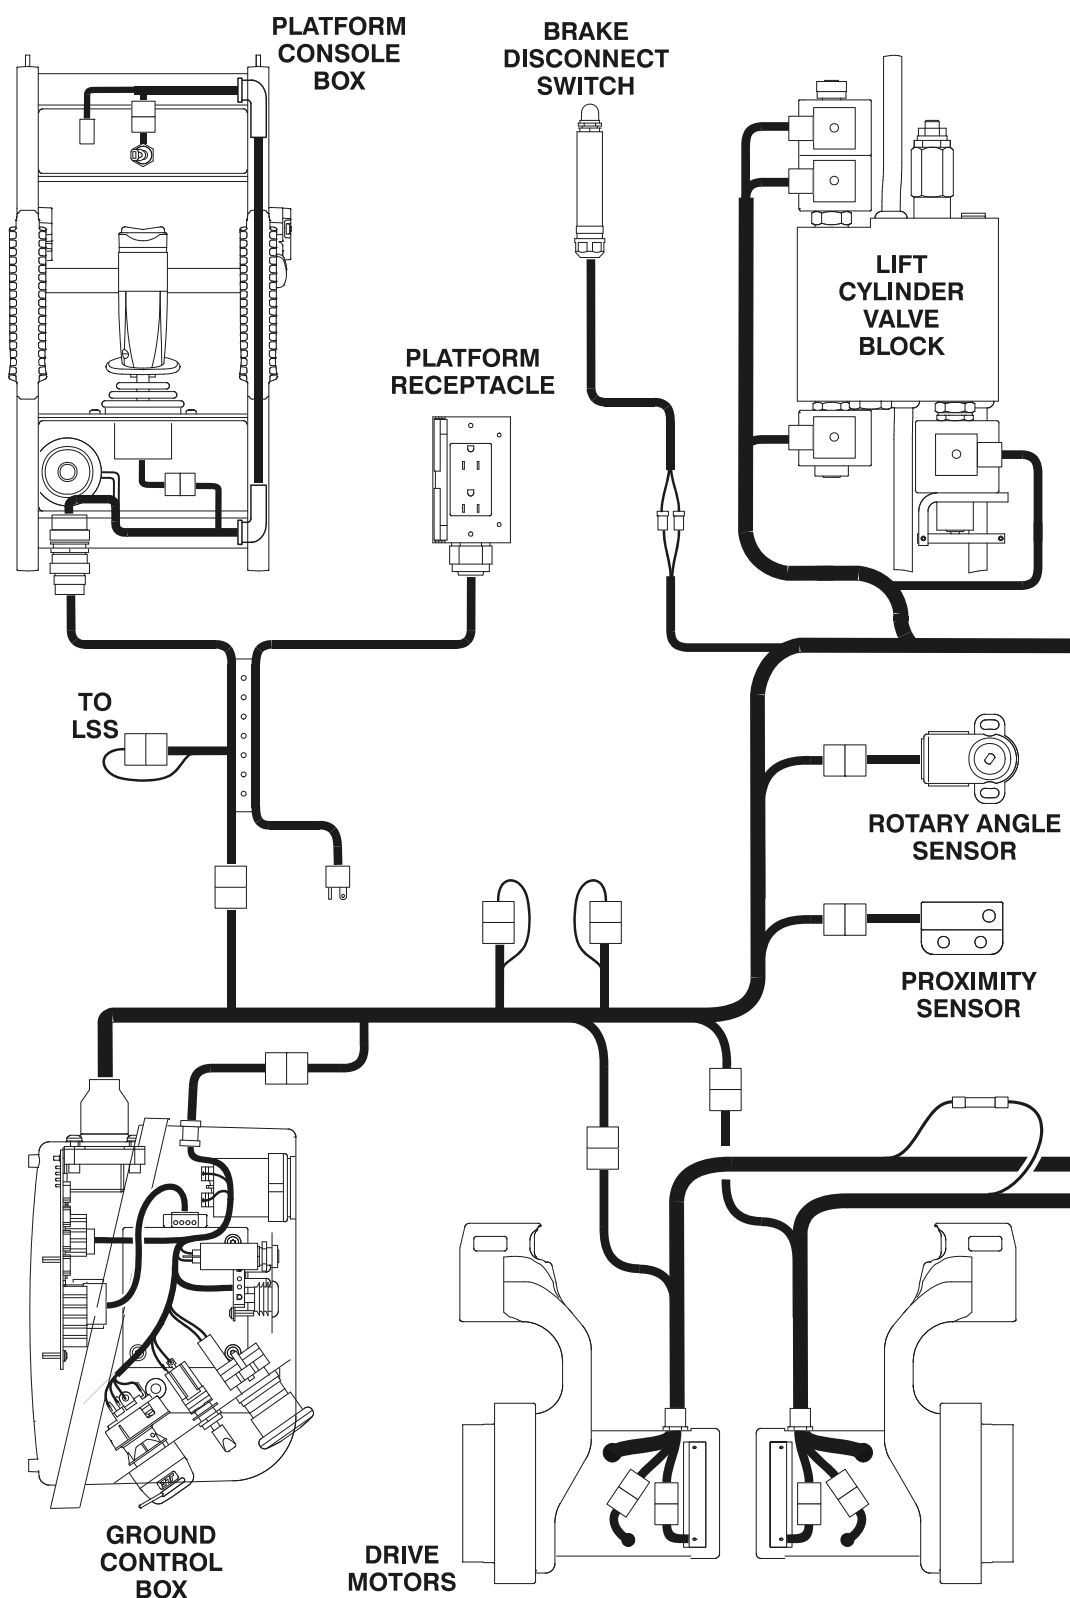 PLATFORM
CONSOLE
BOX
BRAKE
DISCONNECT
SWITCH
LIFT
CYLINDER
VALVE
BLOCK
PLATFORM
RECEPTACLE
TO
LSS
ROTARY ANGLE
SENSOR
PROXIMITY
SENSOR
GROUND
CONTROL
BOX
DRIVE
MOTORS